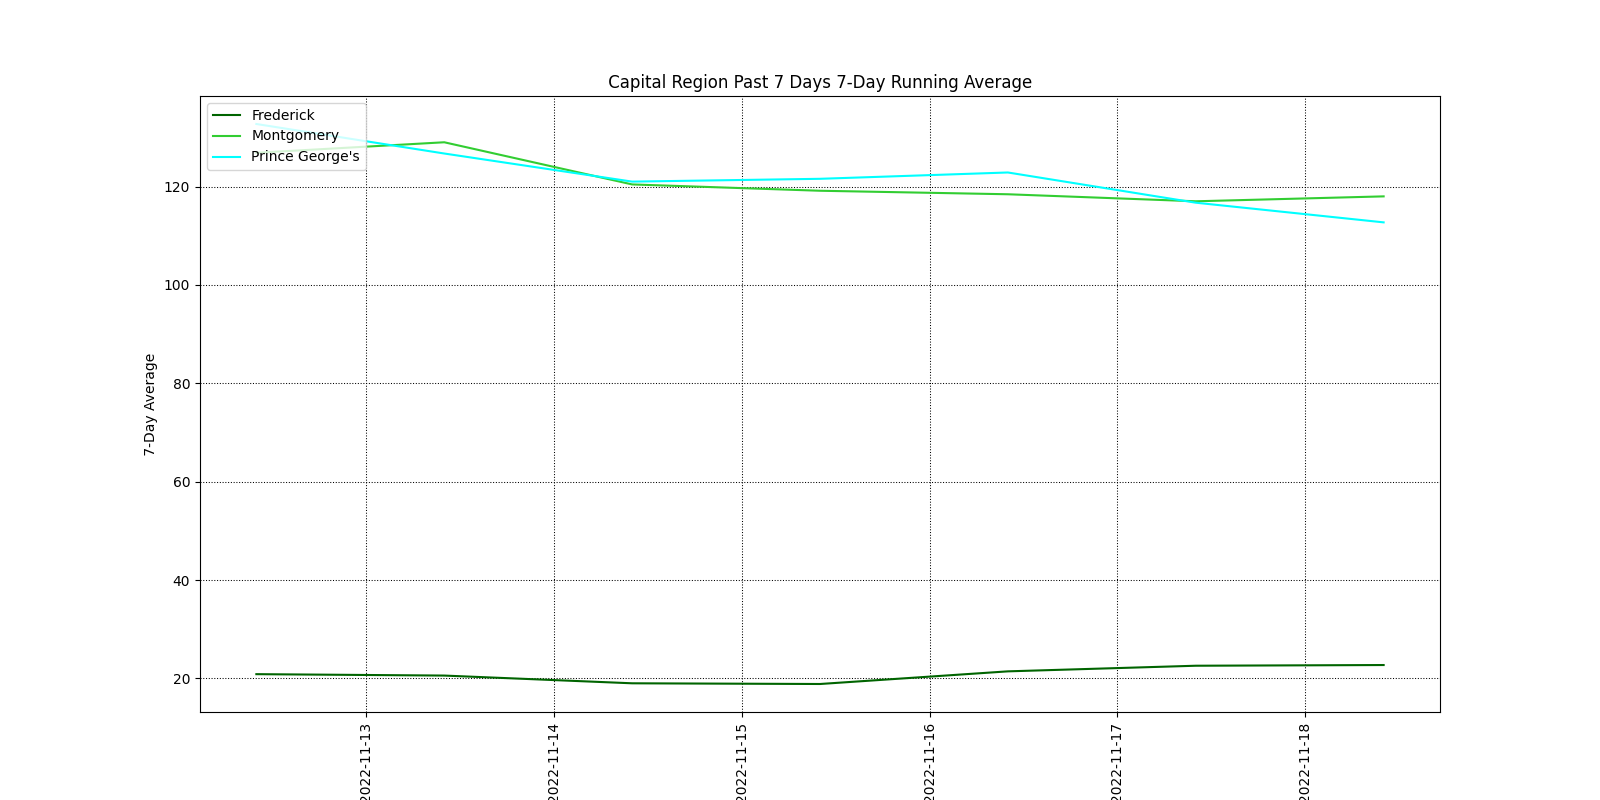 Capital Region Past 7 Days 7-Day Running Average
Frederick
Montgomery
Prince George's
7-Day Average
120
100
80
60
40
20
2022-11-13
2022-11-14
2022-11-15
2022-11-16
2022-11-17
2022-11-18